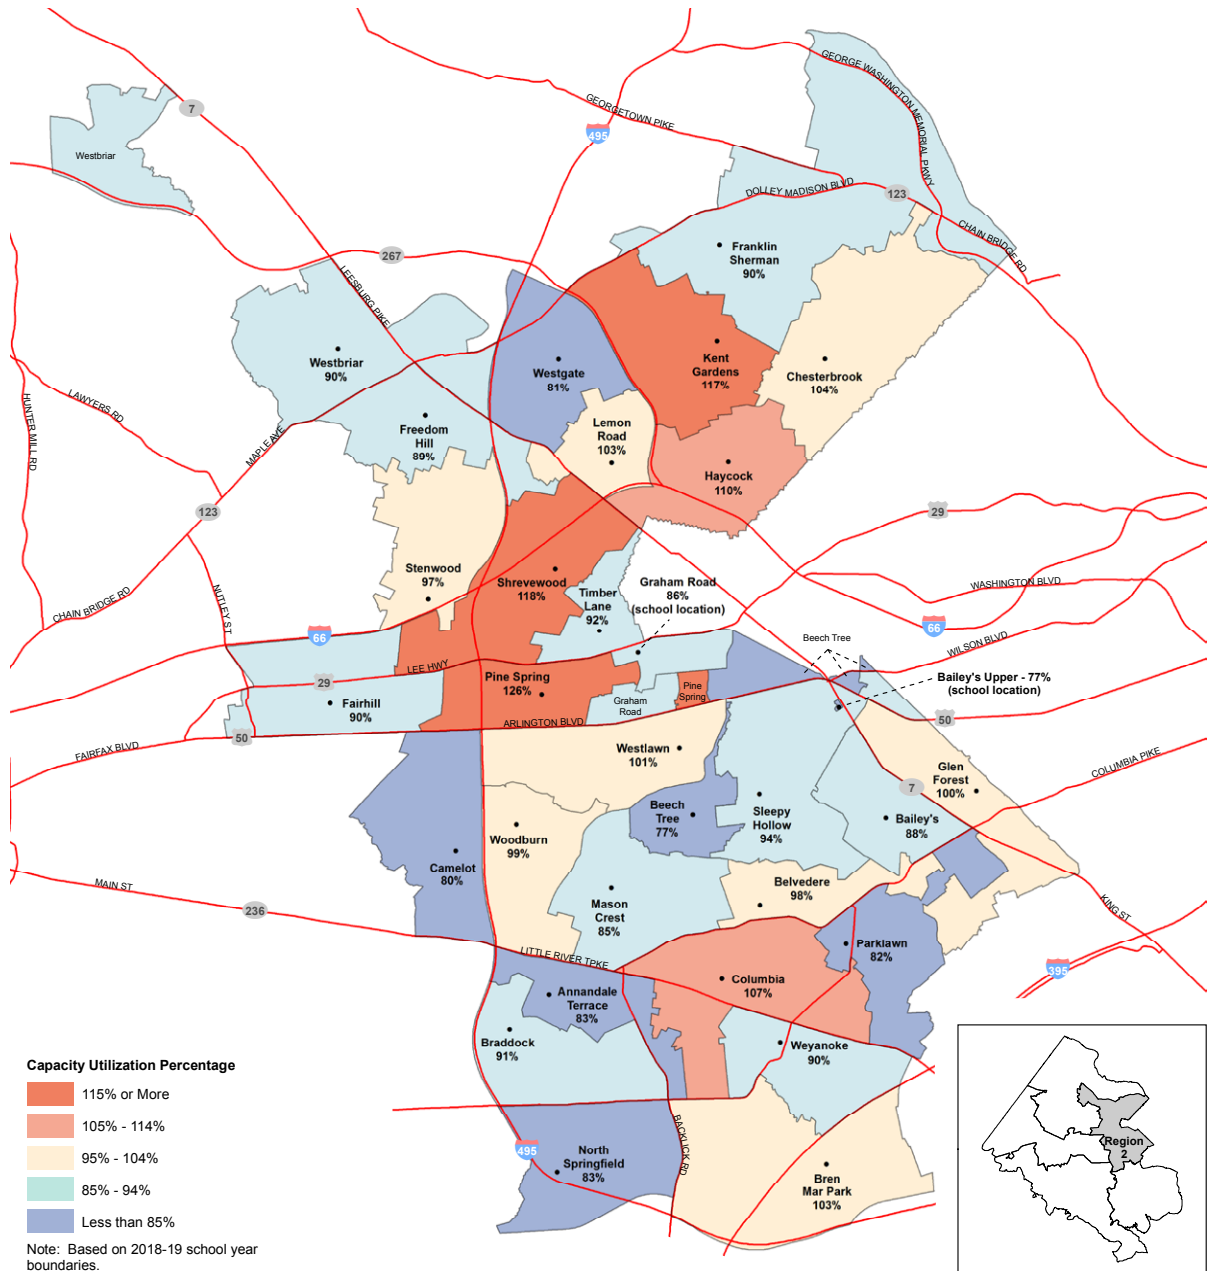 GEORGE WASHINGTON MEMORIAL PKWY
7
GEORGETOWN PIKE
495
Westbriar
DOLLEY MADISON BLVD
123
CHAIN BRIDGE RD
267
LEESBURG PIKE
Franklin
Sherman
90%
Westbriar
90%
Westgate
81%
Kent
Gardens
117%
Chesterbrook
104%
HUNTER MILL RD
LAWYERS RD
MAPLE AVE
Freedom
Hill
89%
Lemon
Road
103%
Haycock
110%
123
29
Stenwood
97%
Shrevewood
118%
Timber
Lane
92%
Graham Road
86%
(school location)
WASHINGTON BLVD
CHAIN BRIDGE RD
NUTLEY ST
66
66
WILSON BLVD
Beech Tree
LEE HWY
29
Pine Spring
126%
Pine
Spring
Graham
Road
Bailey's Upper - 77%
(school location)
Fairhill
90%
ARLINGTON BLVD
50
50
FAIRFAX BLVD
Westlawn
101%
COLUMBIA PIKE
Glen
Forest
100%
7
Beech
Tree
77%
Sleepy
Hollow
94%
Bailey's
88%
Woodburn
99%
Camelot
80%
MAIN ST
236
Belvedere
98%
Mason
Crest
85%
KING ST
Parklawn
82%
LITTLE RIVER TPKE
395
Columbia
107%
Annandale
Terrace
83%
Braddock
91%
Weyanoke
90%
Capacity Utilization Percentage
115% or More
105% - 114%
95% - 104%
85% - 94%
Less than 85%
Note:  Based on 2018-19 school year
boundaries.
495
North
Springfield
83%
BACKLICK RD
Bren
Mar Park
103%
Region
2